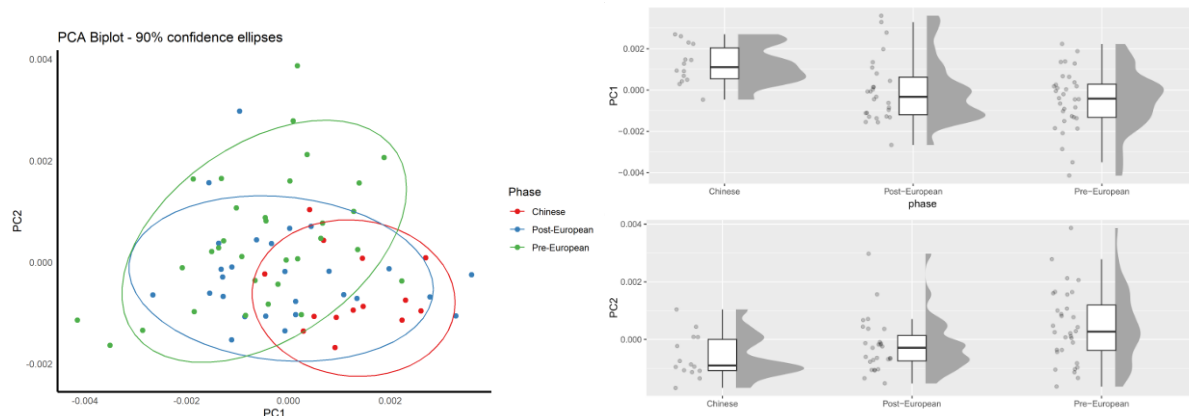 PCA Biplot - 90% confidence ellipses
0.004
0.002
0.000
-0.002
PC2
-0.004
-0.002
0.000
0.002
PC1
Phase
Chinese
Post-European
Pre-European
0.002
0.000
−0.002
−0.004
PC1
Chinese
Post−European
Pre−European
phase
0.004
0.002
0.000
PC2
Chinese
Post−European
Pre−European